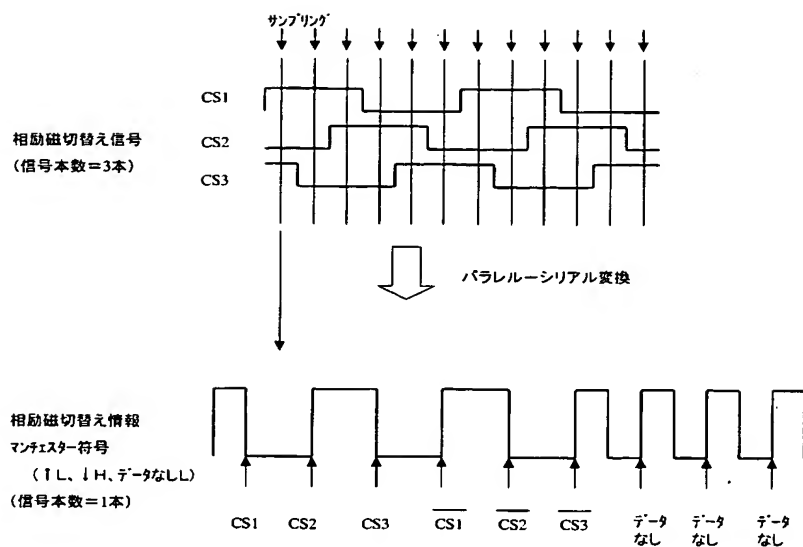 サンプリング
CS1
相励磁切替え信号
(信号本数=3本)
CS2
CS3
パラレルーシリアル変換
相励磁切替え情報
マンチェスター符号
(↑L、↓H、データなしL)
(信号本数=1本)
CS1 CS2 CS3 C̅S̅1̅ C̅S̅2̅ C̅S̅3̅ データなし データなし データなし